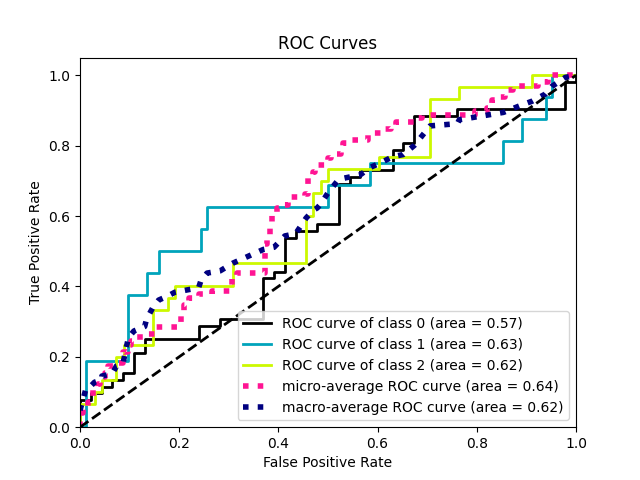 ROC Curves
True Positive Rate
1.0
0.8
0.6
0.4
0.2
0.0
ROC curve of class 0 (area = 0.57)
ROC curve of class 1 (area = 0.63)
ROC curve of class 2 (area = 0.62)
micro-average ROC curve (area = 0.64)
macro-average ROC curve (area = 0.62)
0.0 0.2 0.4 0.6 0.8 1.0
False Positive Rate